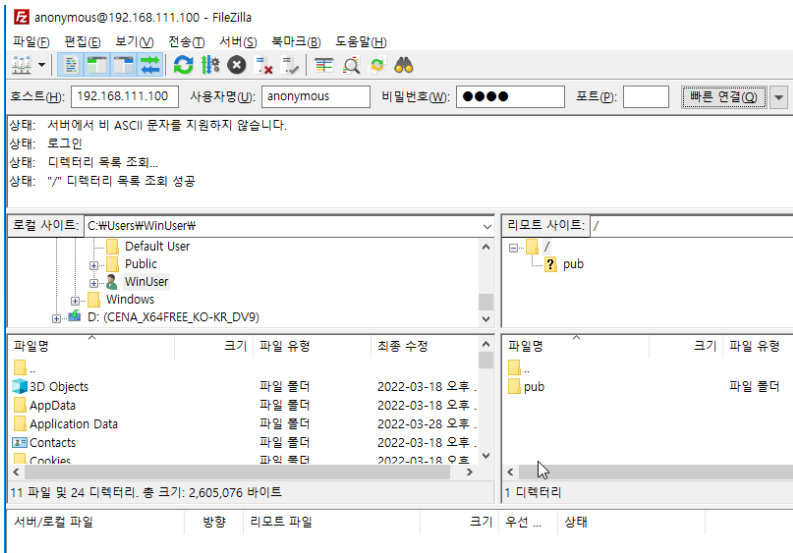 anonymous@192.168.111.100 - FileZilla
파일(F) 편집(E) 보기(V) 전송(T) 서버(S) 북마크(B) 도움말(H)
호스트(H): 192.168.111.100 사용자명(U): anonymous 비밀번호(W): ●●●● 포트(P): 빠른 연결(Q)
상태: 서버에서 비 ASCII 문자를 지원하지 않습니다.
상태: 로그인
상태: 디렉터리 목록 조회...
상태: "/" 디렉터리 목록 조회 성공
로컬 사이트: C:₩Users₩WinUser₩ 리모트 사이트: /
Default User
Public
WinUser
Windows
D: (CENA_X64FREE_KO-KR_DV9)
/
pub
파일명 크기 파일 유형 최종 수정
..
3D Objects 파일 폴더 2022-03-18 오후 .
AppData 파일 폴더 2022-03-18 오후 .
Application Data 파일 폴더 2022-03-28 오후 .
Contacts 파일 폴더 2022-03-18 오후 .
Cookies 파일 폴더 2022-03-18 오후
11 파일 및 24 디렉터리. 총 크기: 2,605,076 바이트
파일명 크기 파일 유형
..
pub 파일 폴더
1 디렉터리
서버/로컬 파일 방향 리모트 파일 크기 우선 ... 상태